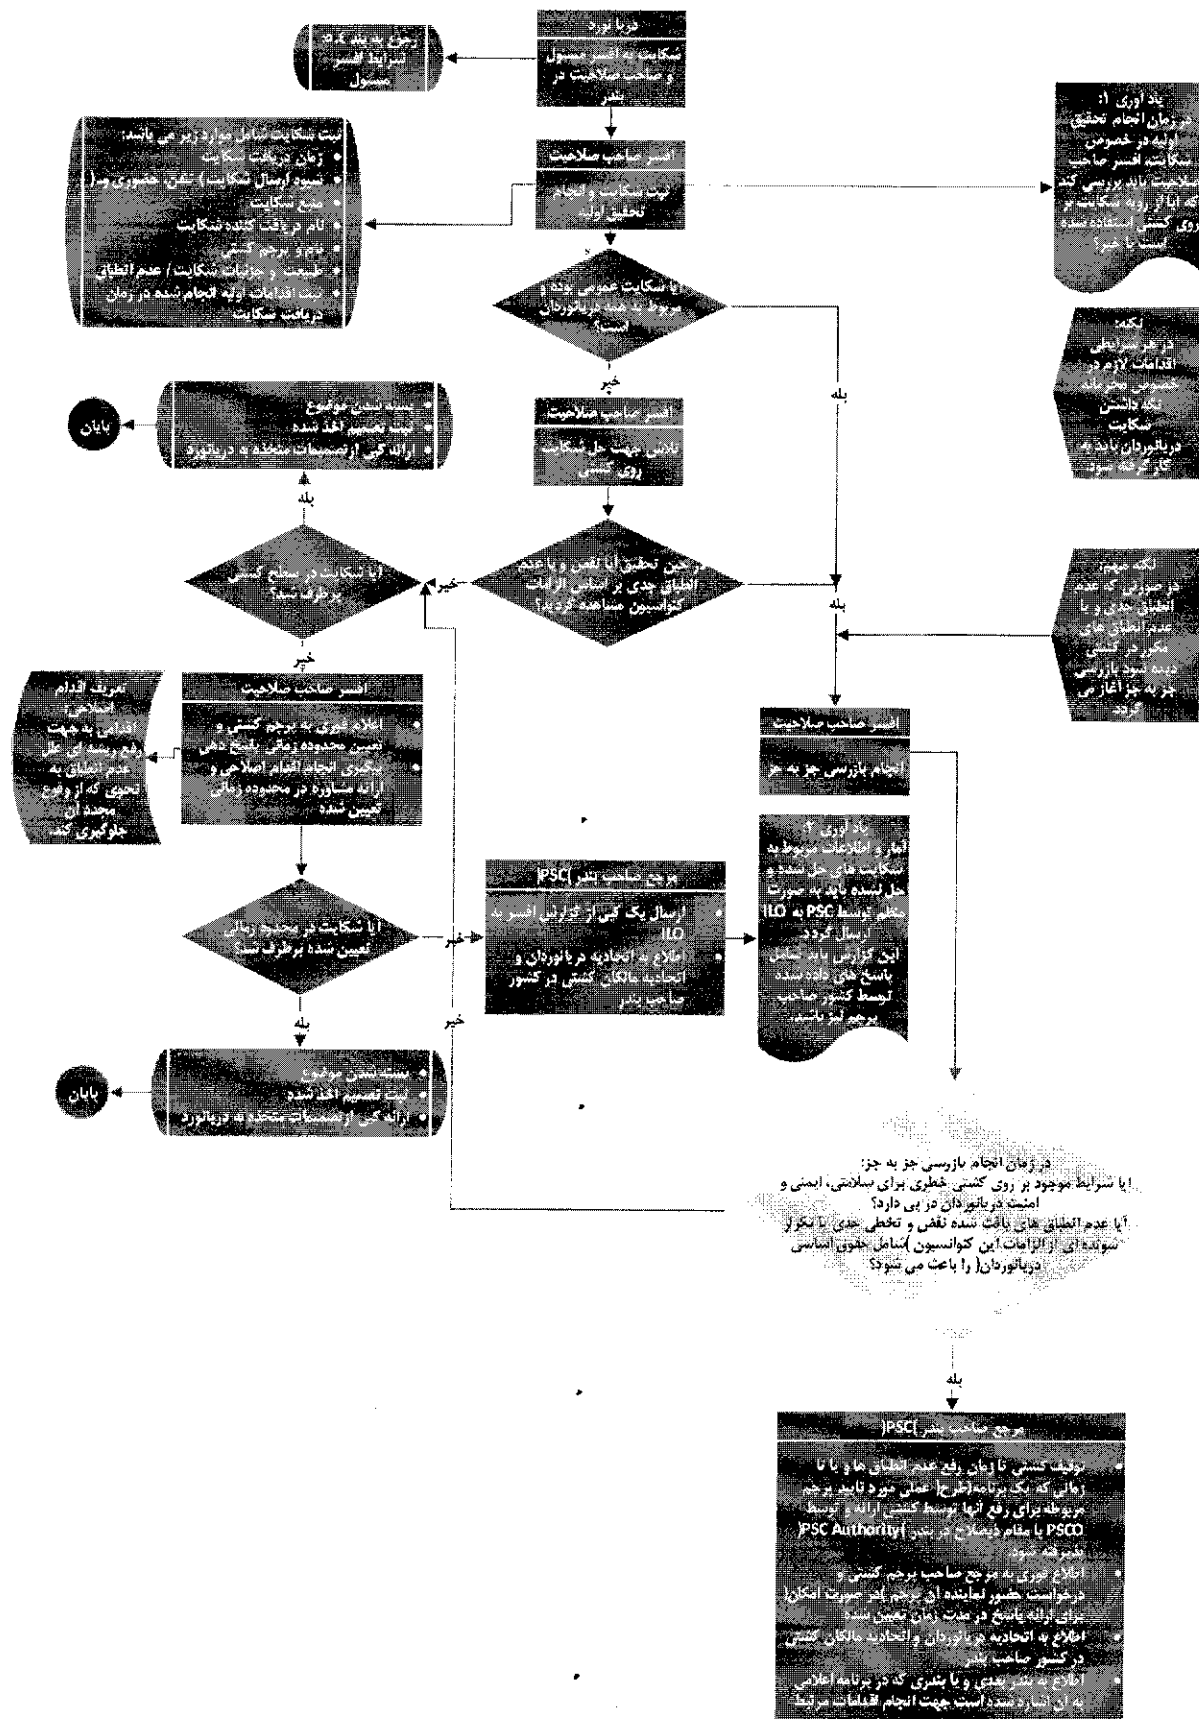 دریانورد
شکایت به افسر مسئول
و صاحب صلاحیت در
بندر
رجوع به بند
شرایط افسر
مسئول
افسر صاحب صلاحیت
ثبت شکایت و انجام
تحقیق اولیه
ثبت شکایت شامل موارد زیر می باشد:
• زمان دریافت شکایت
• شیوه ارسال شکایت) تلفن، حضوری و
• منبع شکایت
• نام دریافت کننده شکایت
• نام و پرچم کشتی
• طبیعت و جزئیات شکایت / عدم انطباق
• ثبت اقدامات اولیه انجام شده در زمان
دریافت شکایت
یاد آوری 1:
در زمان انجام تحقیق
اولیه در خصوص
شکایت، افسر صاحب
صلاحیت باید بررسی کند
که آیا از رویه شکایت بر
روی کشتی استفاده شده
است یا خیر؟
آیا شکایت عمومی بوده و
مربوط به همه دریانوردان
است؟
خیر
بله
نکته:
در هر شرایطی
اقدامات لازم در
خصوص محرمانه
نگه داشتن
شکایت
دریانوردان باید به
کار گرفته شود.
افسر صاحب صلاحیت
تلاش جهت حل شکایت
روی کشتی
• بسته شدن موضوع
• ثبت تصمیم اخذ شده
• ارائه کپی از تصمیمات متخذه به دریانورد
پایان
بله
در حین تحقیق آیا نقص و یا عدم
انطباق جدی بر اساس الزامات
کنوانسیون مشاهده گردید؟
خیر
بله
آیا شکایت در سطح کشتی
برطرف شد؟
خیر
نکته مهم:
در صورتی که عدم
انطباق جدی و یا
عدم انطباق های
مکرر در کشتی
دیده شود بازرسی
جز به جز آغاز می
گردد.
افسر صاحب صلاحیت
• اعلام فوری به پرچم کشتی و
تعیین محدوده زمانی پاسخ دهی
• پیگیری انجام اقدام اصلاحی و
ارائه مشاوره در محدوده زمانی
تعیین شده
تعریف اقدام
اصلاحی:
اقدامی به جهت
رفع ریشه ای علل
عدم انطباق به
نحوی که از وقوع
مجدد آن
جلوگیری کند.
افسر صاحب صلاحیت
انجام بازرسی جز به جز
یاد آوری 2:
آمار و اطلاعات مربوط به
شکایت های حل شده و
حل نشده باید به صورت
منظم توسط PSC به ILO
ارسال گردد.
این گزارش باید شامل
پاسخ های داده شده
توسط کشور صاحب
پرچم نیز باشد.
مرجع صاحب بندر )PSC(
• ارسال یک کپی از گزارش افسر به
ILO
• اطلاع به اتحادیه دریانوردان و
اتحادیه مالکان کشتی در کشور
صاحب بندر
آیا شکایت در محدود زمانی
تعیین شده برطرف شد؟
خیر
خیر
بله
• بسته شدن موضوع
• ثبت تصمیم اخذ شده
• ارائه کپی از تصمیمات متخذه به دریانورد
پایان
در زمان انجام بازرسی جز به جز:
آیا شرایط موجود بر روی کشتی خطری برای سلامتی، ایمنی و
امنیت دریانوردان در پی دارد؟
آیا عدم انطباق های یافت شده نقض و تخطی جدی یا تکرار
شونده ای از الزامات این کنوانسیون )شامل حقوق اساسی
دریانوردان( را باعث می شود؟
بله
مرجع صاحب بندر )PSC(
• توقیف کشتی تا زمان رفع عدم انطباق ها و یا تا
زمانی که یک برنامه(طرح) عملی مورد تایید پرچم
مربوطه برای رفع آنها توسط کشتی ارائه و توسط
PSCO یا مقام ذیصلاح در بندر )PSC Authority(
پذیرفته شود.
• اطلاع فوری به مرجع صاحب پرچم کشتی و
درخواست حضور نماینده آن پرچم )در صورت امکان(
برای ارائه پاسخ در مدت زمان تعیین شده
• اطلاع به اتحادیه دریانوردان و اتحادیه مالکان کشتی
در کشور صاحب بندر
• اطلاع به بندر بعدی و یا بندری که در برنامه اعلامی
به آن اشاره شده است جهت انجام اقدامات مرتبط